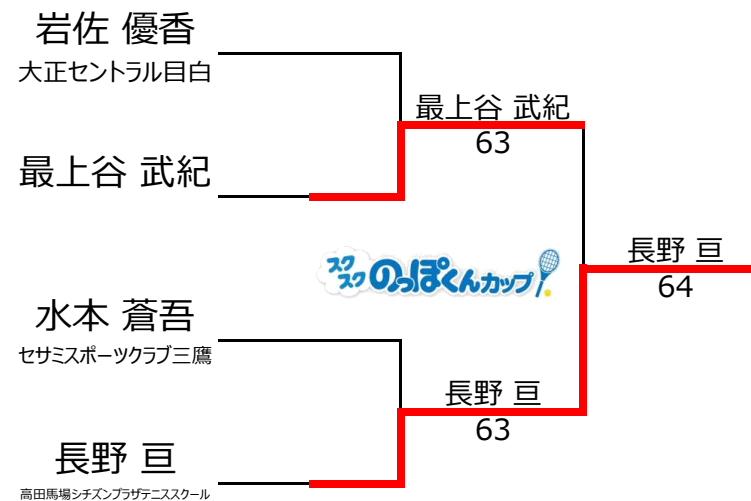 岩佐 優香
大正セントラル目白
最上谷 武紀
63
最上谷 武紀
スクスクのっぽくんカップ
長野 亘
64
水本 蒼吾
セサミスポーツクラブ三鷹
長野 亘
63
長野 亘
高田馬場シチズンプラザテニススクール